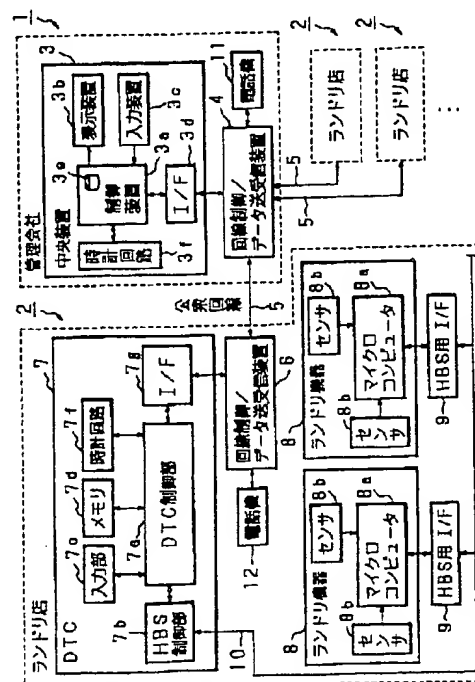 1
管理会社
中央装置
3
表示装置
3b
入力装置
3c
3e
制御装置
3a
時計回路
3f
I/F
3d
電話機
11
回線制御/データ送受信装置
4
公衆回線
5
5
5
2
ランドリ店
2
ランドリ店
2
ランドリ店
DTC
7
入力部
メモリ
7d
時計回路
7f
DTC制御部
HBS制御部
7b
I/F
7g
回線制御/データ送受信装置
6
電話機
12
10
ランドリ機器
8
センサ
8b
マイクロコンピュータ
8a
センサ
8b
HBS用 I/F
9
ランドリ機器
8
センサ
8b
マイクロコンピュータ
8a
センサ
8b
HBS用 I/F
9